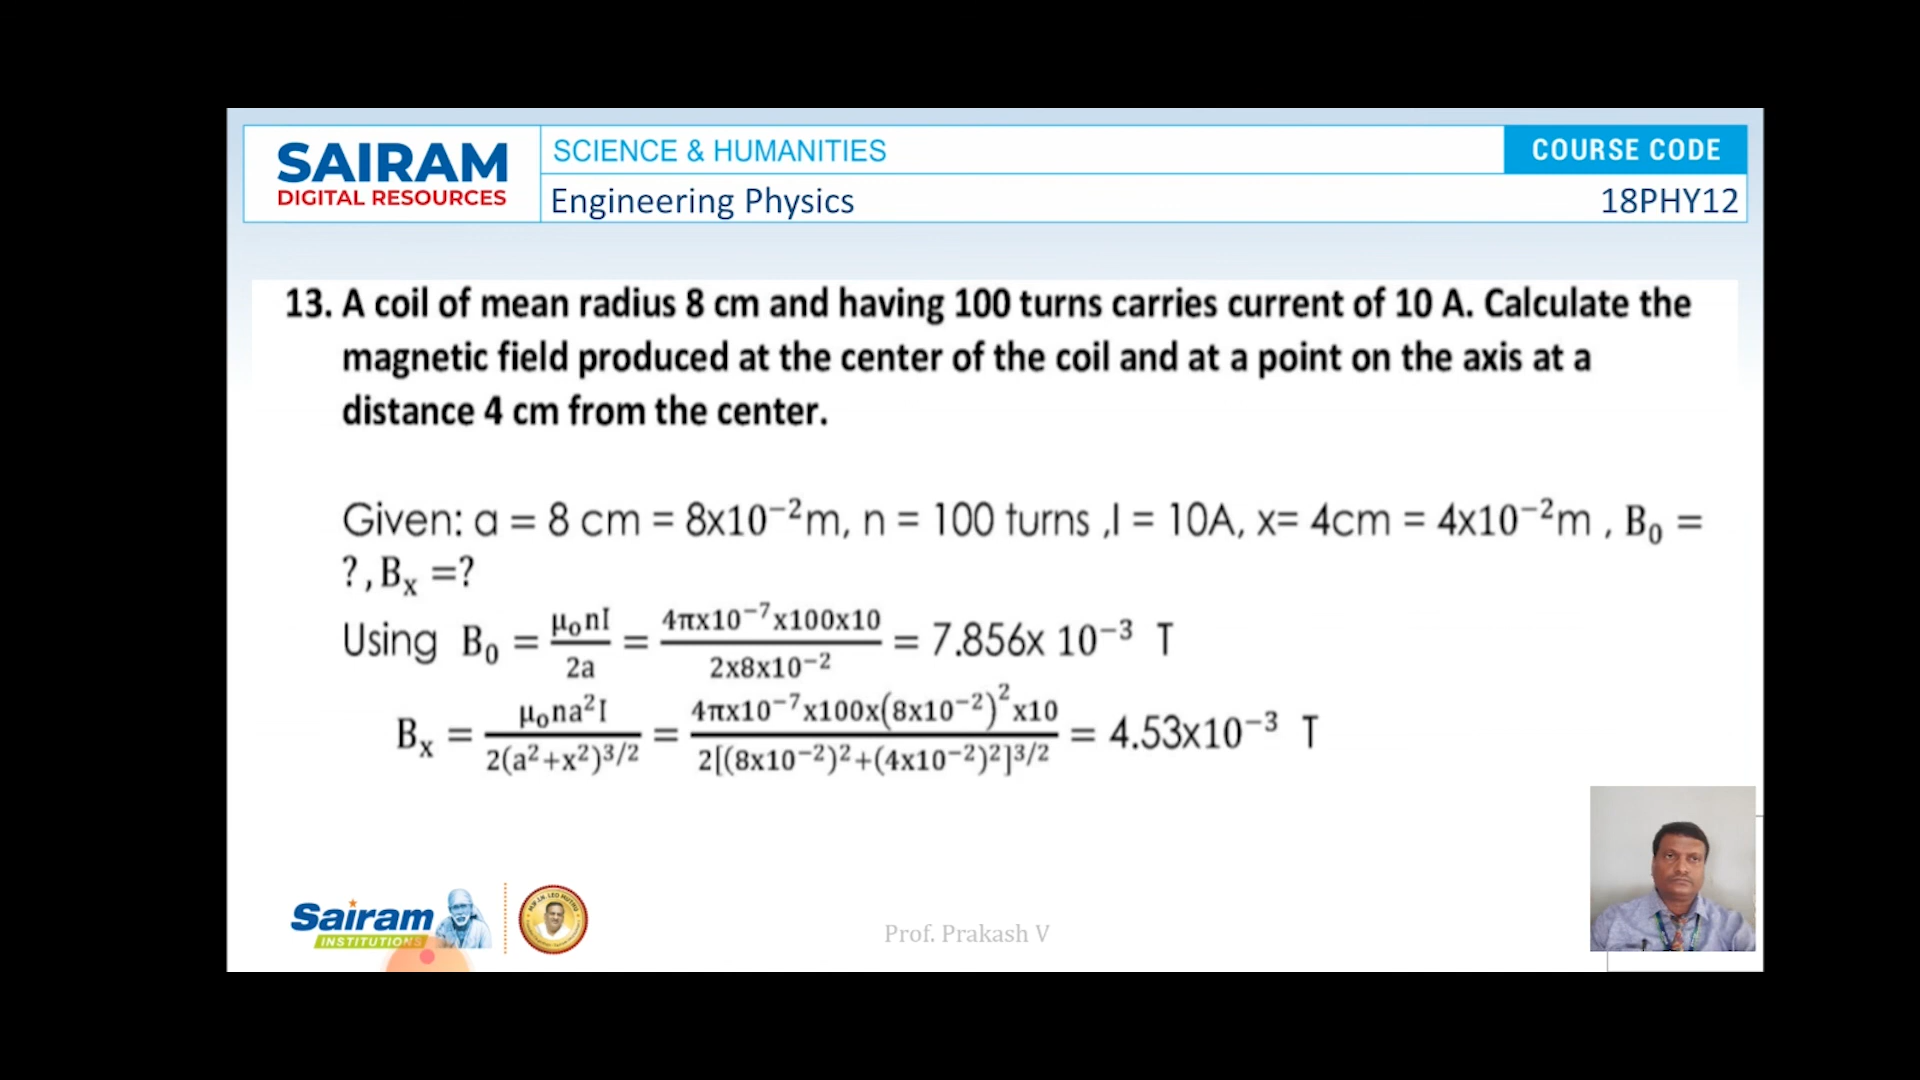 SAIRAM
DIGITAL RESOURCES
SCIENCE & HUMANITIES
COURSE CODE
Engineering Physics
18PHY12
13. A coil of mean radius 8 cm and having 100 turns carries current of 10 A. Calculate the
magnetic field produced at the center of the coil and at a point on the axis at a
distance 4 cm from the center.
Given: a = 8 cm = 8x10⁻²m, n = 100 turns ,I = 10A, x= 4cm = 4x10⁻²m , B₀ =
?,Bₓ =?
Using B₀ = μ₀nI / 2a = 4πx10⁻⁷x100x10 / 2x8x10⁻² = 7.856x 10⁻³ T
Bₓ = μ₀na²I / 2(a²+x²)³ᐟ² = 4πx10⁻⁷x100x(8x10⁻²)²x10 / 2[(8x10⁻²)²+(4x10⁻²)²]³ᐟ² = 4.53x10⁻³ T
Sairam
INSTITUTIONS
Prof. Prakash V